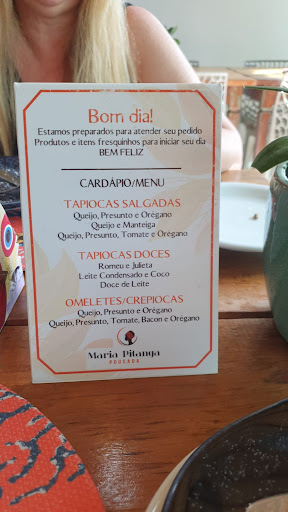 Bom dia!
Estamos preparados para atender seu pedido
Produtos e itens fresquinhos para iniciar seu dia
BEM FELIZ
CARDÁPIO/MENU
TAPIOCAS SALGADAS
Queijo, Presunto e Orégano
Queijo e Manteiga
Queijo, Presunto, Tomate e Orégano
TAPIOCAS DOCES
Romeu e Julieta
Leite Condensado e Coco
Doce de Leite
OMELETES/CREPIOCAS
Queijo, Presunto e Orégano
Queijo, Presunto, Tomate, Bacon e Orégano
Maria Pitanga
POUSADA